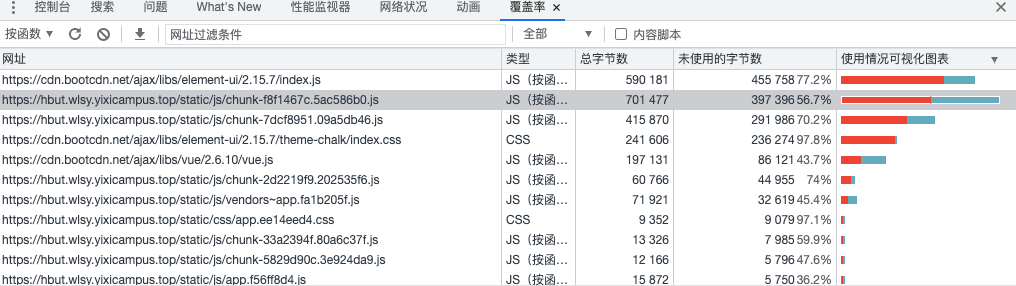 控制台 搜索 问题 What's New 性能监视器 网络状况 动画 覆盖率
按函数 网址过滤条件 全部 内容脚本
网址 类型 总字节数 未使用的字节数 使用情况可视化图表
https://cdn.bootcdn.net/ajax/libs/element-ui/2.15.7/index.js JS（按函… 590 181 455 758 77.2%
https://hbut.wlsy.yixicampus.top/static/js/chunk-f8f1467c.5ac586b0.js JS（按函… 701 477 397 396 56.7%
https://hbut.wlsy.yixicampus.top/static/js/chunk-7dcf8951.09a5db46.js JS（按函… 415 870 291 986 70.2%
https://cdn.bootcdn.net/ajax/libs/element-ui/2.15.7/theme-chalk/index.css CSS 241 606 236 274 97.8%
https://cdn.bootcdn.net/ajax/libs/vue/2.6.10/vue.js JS（按函… 197 131 86 121 43.7%
https://hbut.wlsy.yixicampus.top/static/js/chunk-2d2219f9.202535f6.js JS（按函… 60 766 44 955 74%
https://hbut.wlsy.yixicampus.top/static/js/vendors~app.fa1b205f.js JS（按函… 71 921 32 619 45.4%
https://hbut.wlsy.yixicampus.top/static/css/app.ee14eed4.css CSS 9 352 9 079 97.1%
https://hbut.wlsy.yixicampus.top/static/js/chunk-33a2394f.80a6c37f.js JS（按函… 13 326 7 985 59.9%
https://hbut.wlsy.yixicampus.top/static/js/chunk-5829d90c.3e924da9.js JS（按函… 12 166 5 796 47.6%
https://hbut.wlsy.yixicampus.top/static/js/app.f56ff8d4.js JS（按函… 15 872 5 750 36.2%